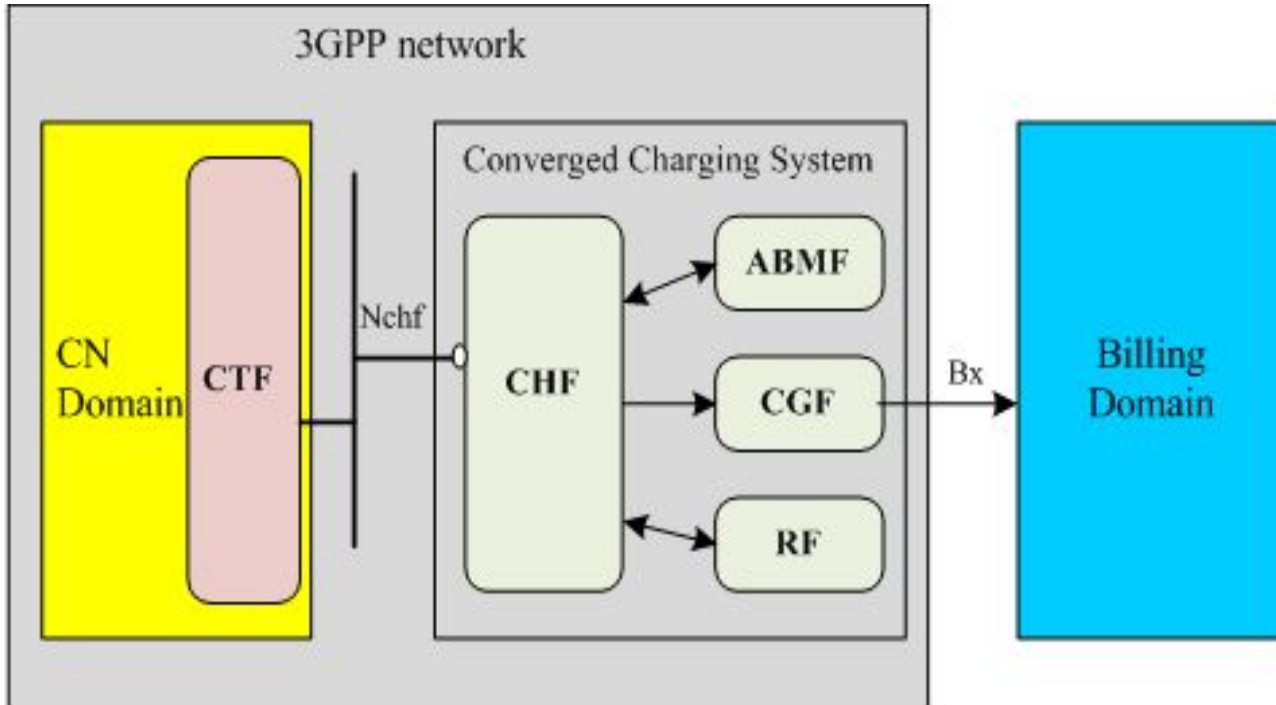 3GPP network
Converged Charging System
CN
Domain
CTF
Nchf
CHF
ABMF
CGF
RF
Bx
Billing
Domain